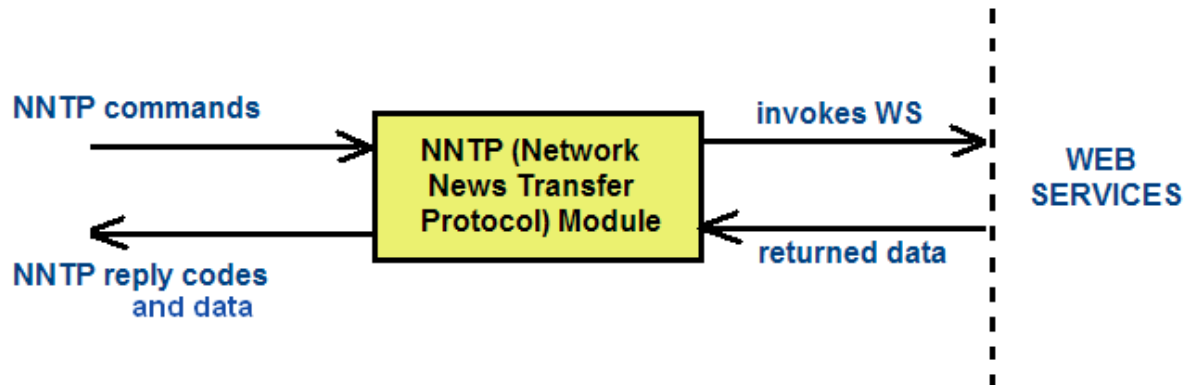 NNTP commands
NNTP reply codes
and data
NNTP (Network
News Transfer
Protocol) Module
invokes WS
returned data
WEB
SERVICES